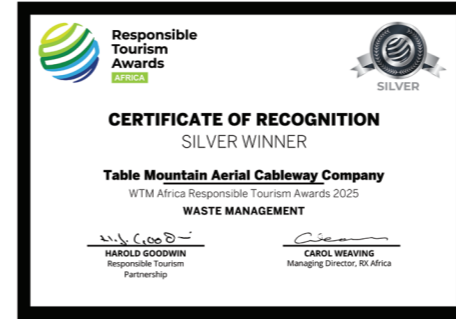 Responsible
Tourism
Awards
AFRICA
SILVER
CERTIFICATE OF RECOGNITION
SILVER WINNER
Table Mountain Aerial Cableway Company
WTM Africa Responsible Tourism Awards 2025
WASTE MANAGEMENT
H.J. Goodwin
HAROLD GOODWIN
Responsible Tourism
Partnership
CAROL WEAVING
Managing Director, RX Africa